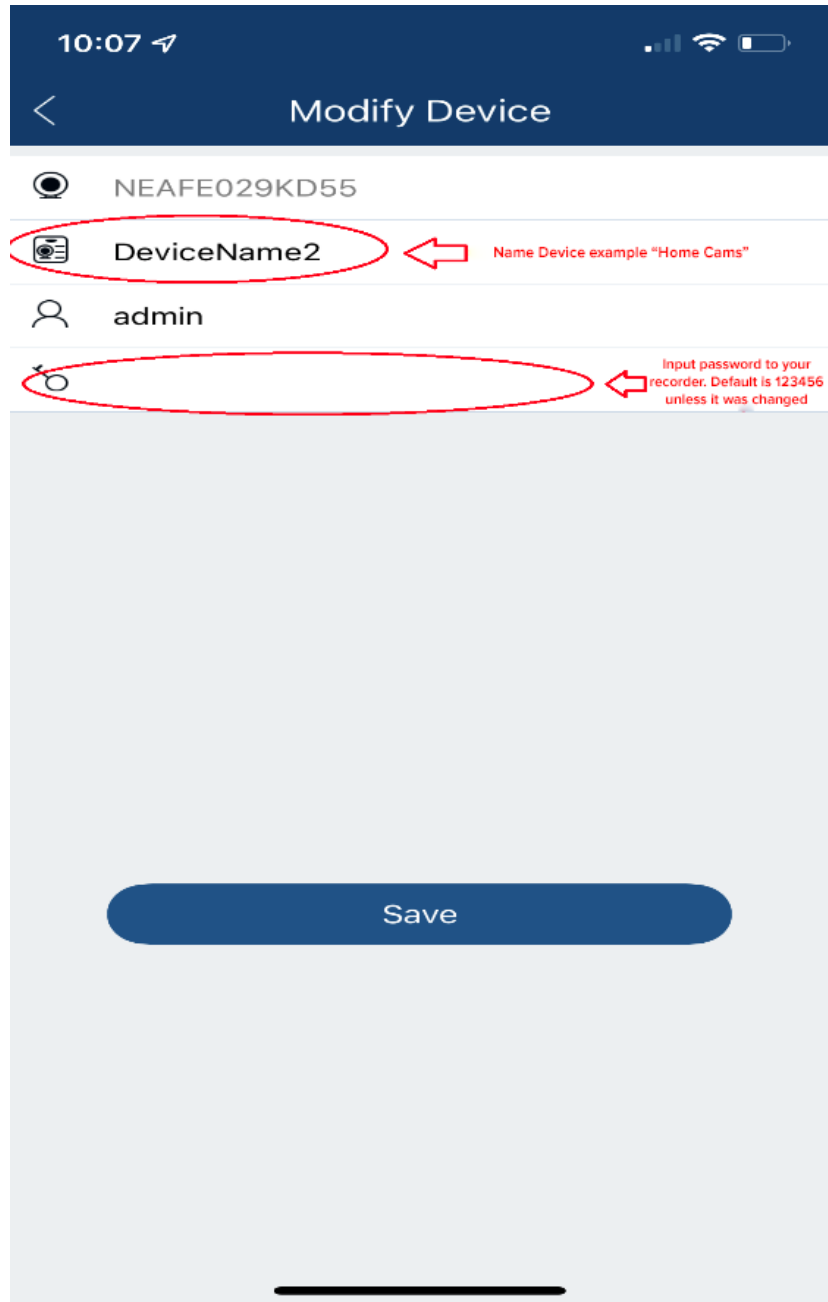 10:07
Modify Device
NEAFE029KD55
DeviceName2
Name Device example “Home Cams”
admin
Input password to your
recorder. Default is 123456
unless it was changed
Save